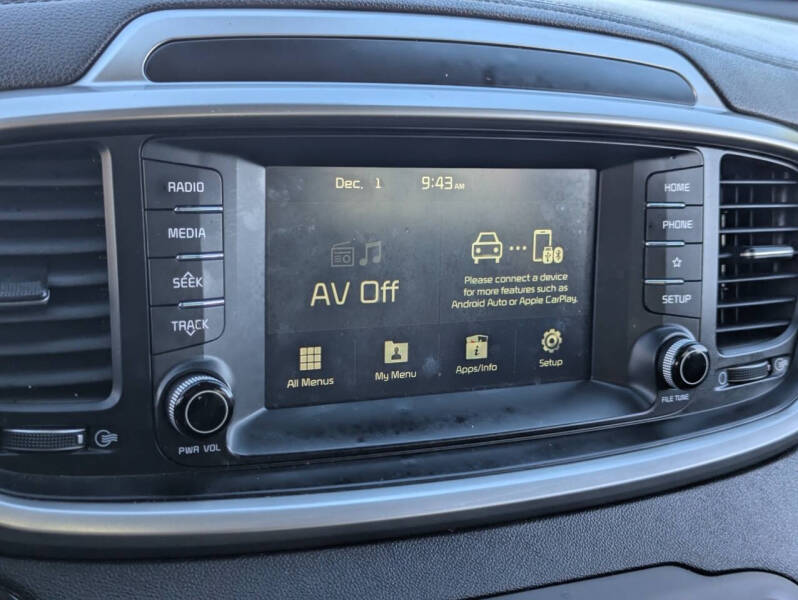 Dec. 1 9:43 AM
RADIO
MEDIA
SEEK
TRACK
PWR VOL
AV Off
Please connect a device
for more features such as
Android Auto or Apple CarPlay.
All Menus
My Menu
Apps/Info
Setup
HOME
PHONE
SETUP
FILE TUNE